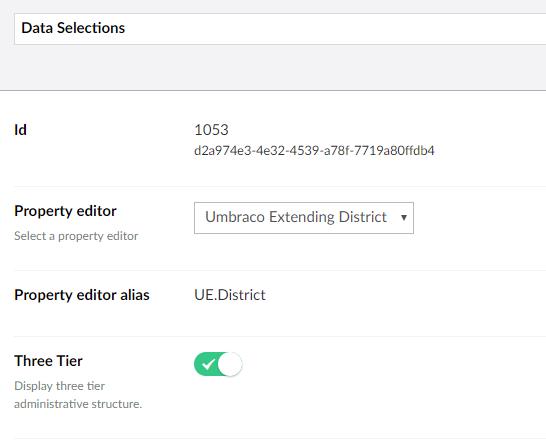 Data Selections
Id
1053
d2a974e3-4e32-4539-a78f-7719a80ffdb4
Property editor
Select a property editor
Umbraco Extending District
Property editor alias
UE.District
Three Tier
Display three tier
administrative structure.